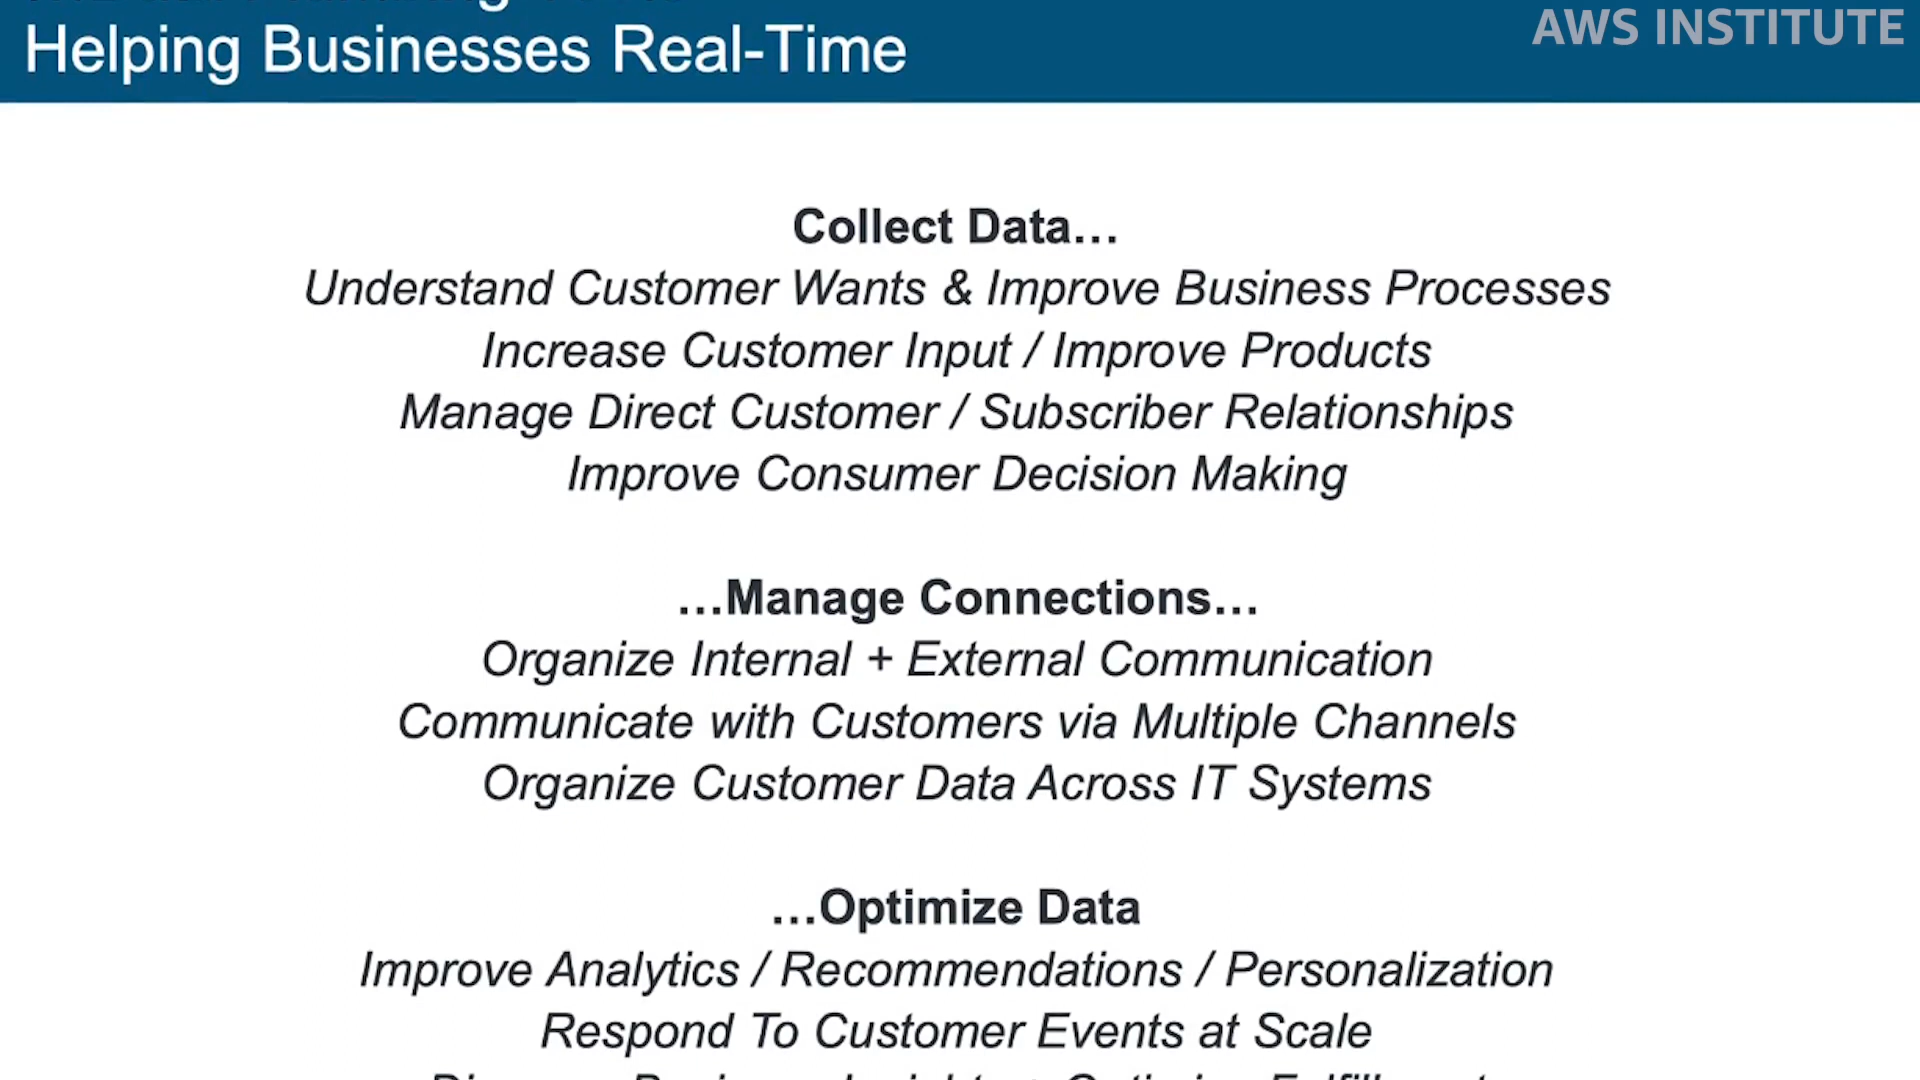 Helping Businesses Real-Time
AWS INSTITUTE
Collect Data…
Understand Customer Wants & Improve Business Processes
Increase Customer Input / Improve Products
Manage Direct Customer / Subscriber Relationships
Improve Consumer Decision Making
…Manage Connections…
Organize Internal + External Communication
Communicate with Customers via Multiple Channels
Organize Customer Data Across IT Systems
…Optimize Data
Improve Analytics / Recommendations / Personalization
Respond To Customer Events at Scale